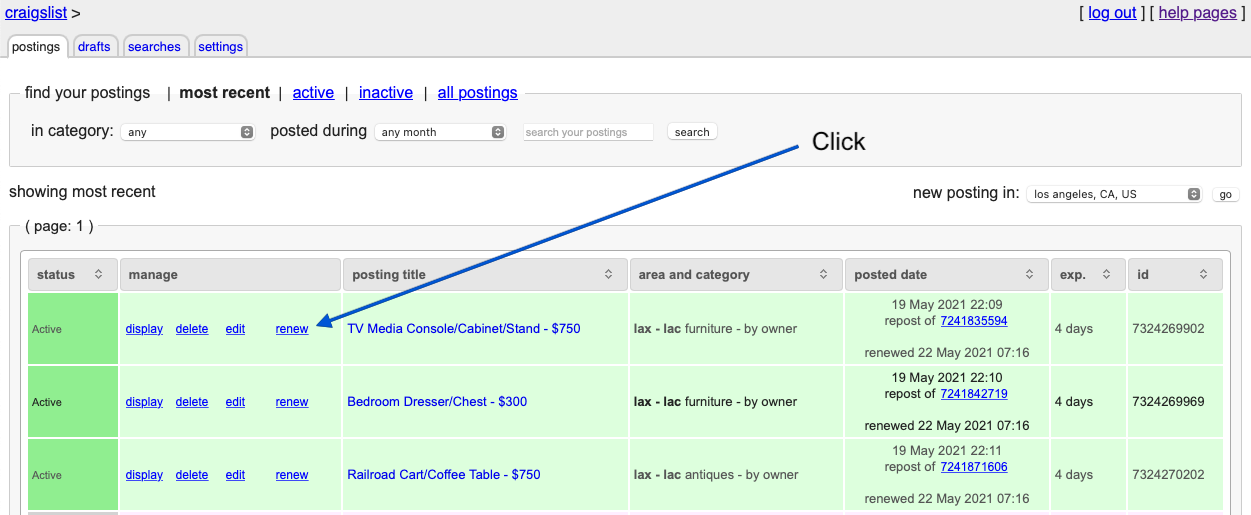 craigslist > [ log out ] [ help pages ]
postings drafts searches settings
find your postings | most recent | active | inactive | all postings
in category: any posted during any month search your postings search
Click
showing most recent new posting in: los angeles, CA, US go
( page: 1 )
status manage posting title area and category posted date exp. id
19 May 2021 22:09
repost of 7241835594
Active display delete edit renew TV Media Console/Cabinet/Stand - $750 lax - lac furniture - by owner 4 days 7324269902
renewed 22 May 2021 07:16
19 May 2021 22:10
repost of 7241842719
Active display delete edit renew Bedroom Dresser/Chest - $300 lax - lac furniture - by owner 4 days 7324269969
renewed 22 May 2021 07:16
19 May 2021 22:11
repost of 7241871606
Active display delete edit renew Railroad Cart/Coffee Table - $750 lax - lac antiques - by owner 4 days 7324270202
renewed 22 May 2021 07:16